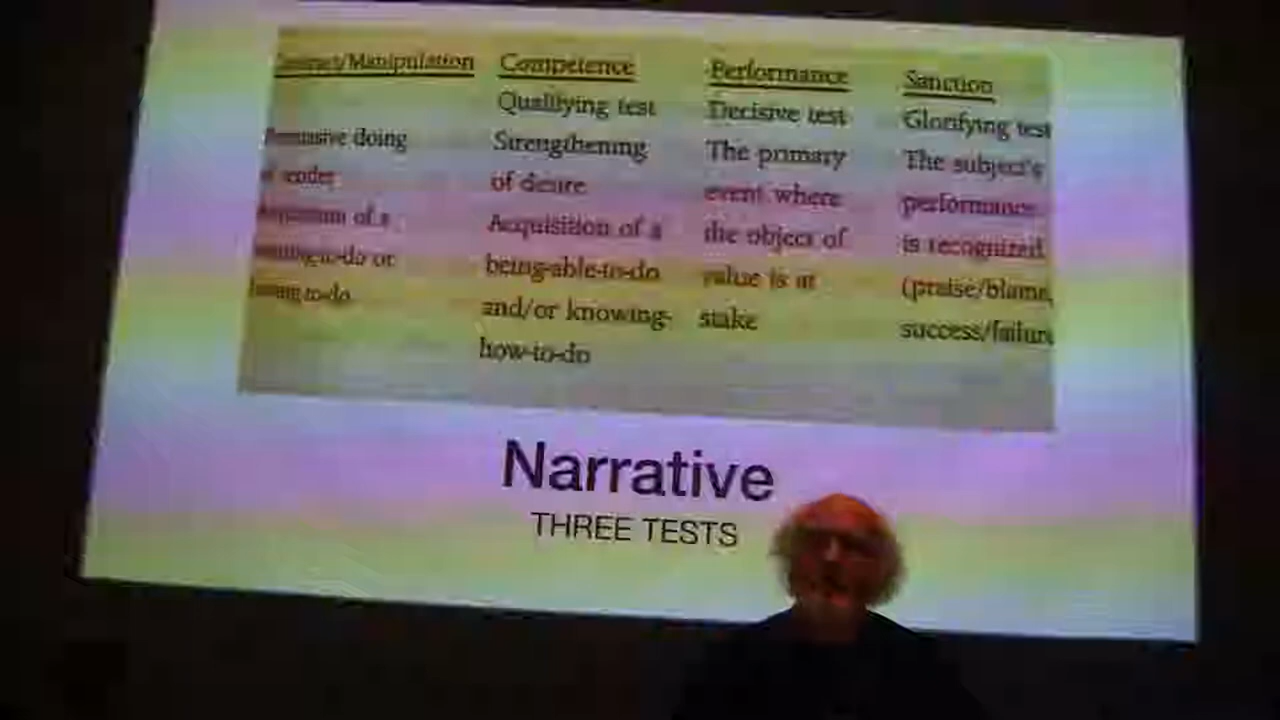 Contract/Manipulation
Persuasive doing
of sender
of a
wanting-to-do or
having-to-do
Competence
Qualifying test
Strengthening
of desire
Acquisition of a
being-able-to-do
and/or knowing-
how-to-do
Performance
Decisive test
The primary
event where
the object of
value is at
stake
Sanction
Glorifying test
The subject's
performance
is recognized
(praise/blame,
success/failure
Narrative
THREE TESTS